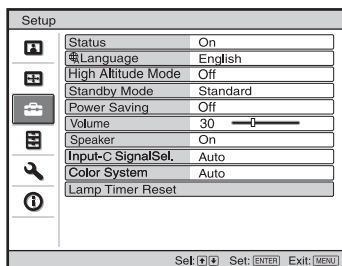 Setup
Status On
Language English
High Altitude Mode Off
Standby Mode Standard
Power Saving Off
Volume 30
Speaker On
Input-C SignalSel. Auto
Color System Auto
Lamp Timer Reset
Sel: Set: ENTER Exit: MENU